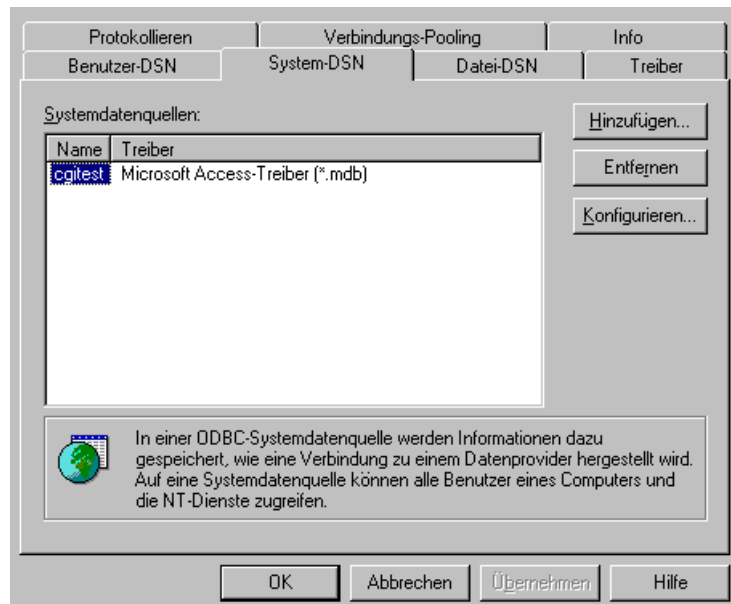 Protokollieren Verbindungs-Pooling Info
Benutzer-DSN System-DSN Datei-DSN Treiber
Systemdatenquellen:
Hinzufügen...
Name Treiber
cgitest Microsoft Access-Treiber (*.mdb)
Entfernen
Konfigurieren...
In einer ODBC-Systemdatenquelle werden Informationen dazu
gespeichert, wie eine Verbindung zu einem Datenprovider hergestellt wird.
Auf eine Systemdatenquelle können alle Benutzer eines Computers und
die NT-Dienste zugreifen.
OK Abbrechen Übernehmen Hilfe